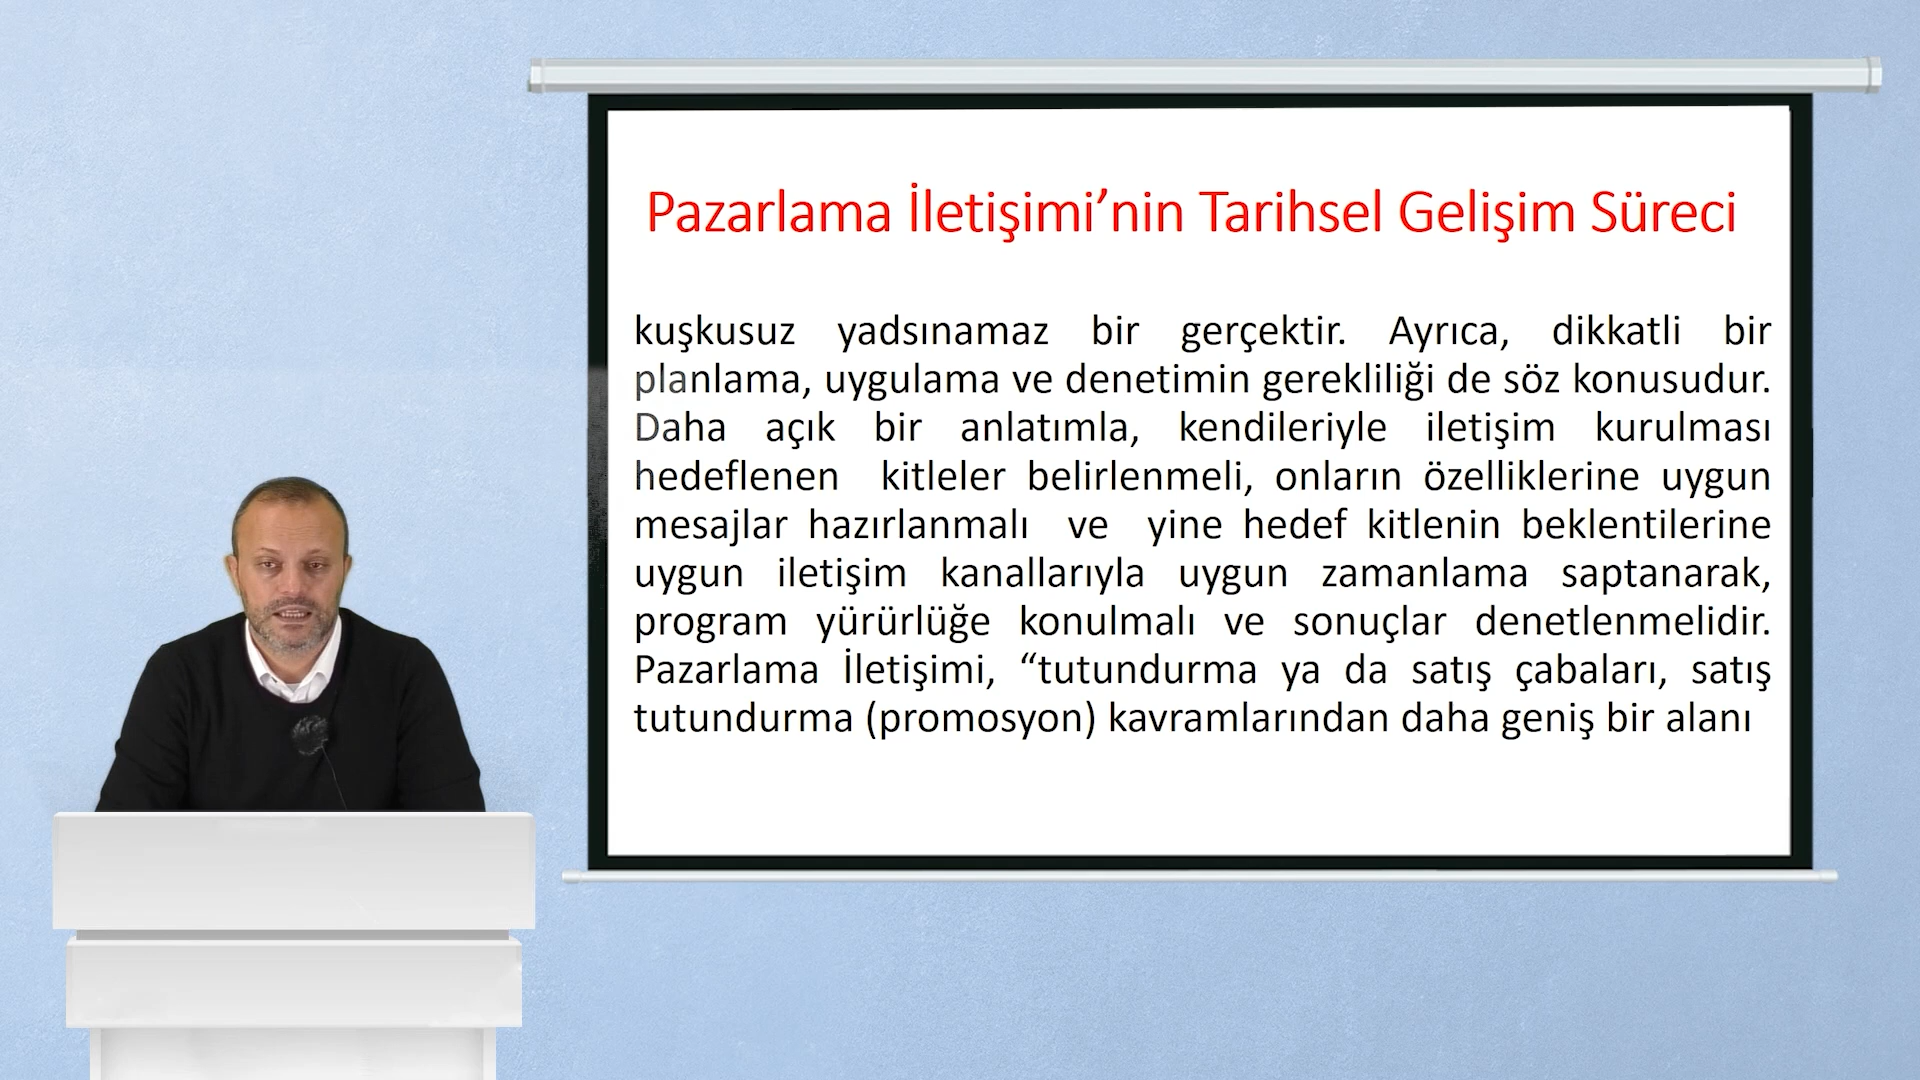 Pazarlama İletişimi’nin Tarihsel Gelişim Süreci
kuşkusuz yadsınamaz bir gerçektir. Ayrıca, dikkatli bir
planlama, uygulama ve denetimin gerekliliği de söz konusudur.
Daha açık bir anlatımla, kendileriyle iletişim kurulması
hedeflenen kitleler belirlenmeli, onların özelliklerine uygun
mesajlar hazırlanmalı ve yine hedef kitlenin beklentilerine
uygun iletişim kanallarıyla uygun zamanlama saptanarak,
program yürürlüğe konulmalı ve sonuçlar denetlenmelidir.
Pazarlama İletişimi, “tutundurma ya da satış çabaları, satış
tutundurma (promosyon) kavramlarından daha geniş bir alanı